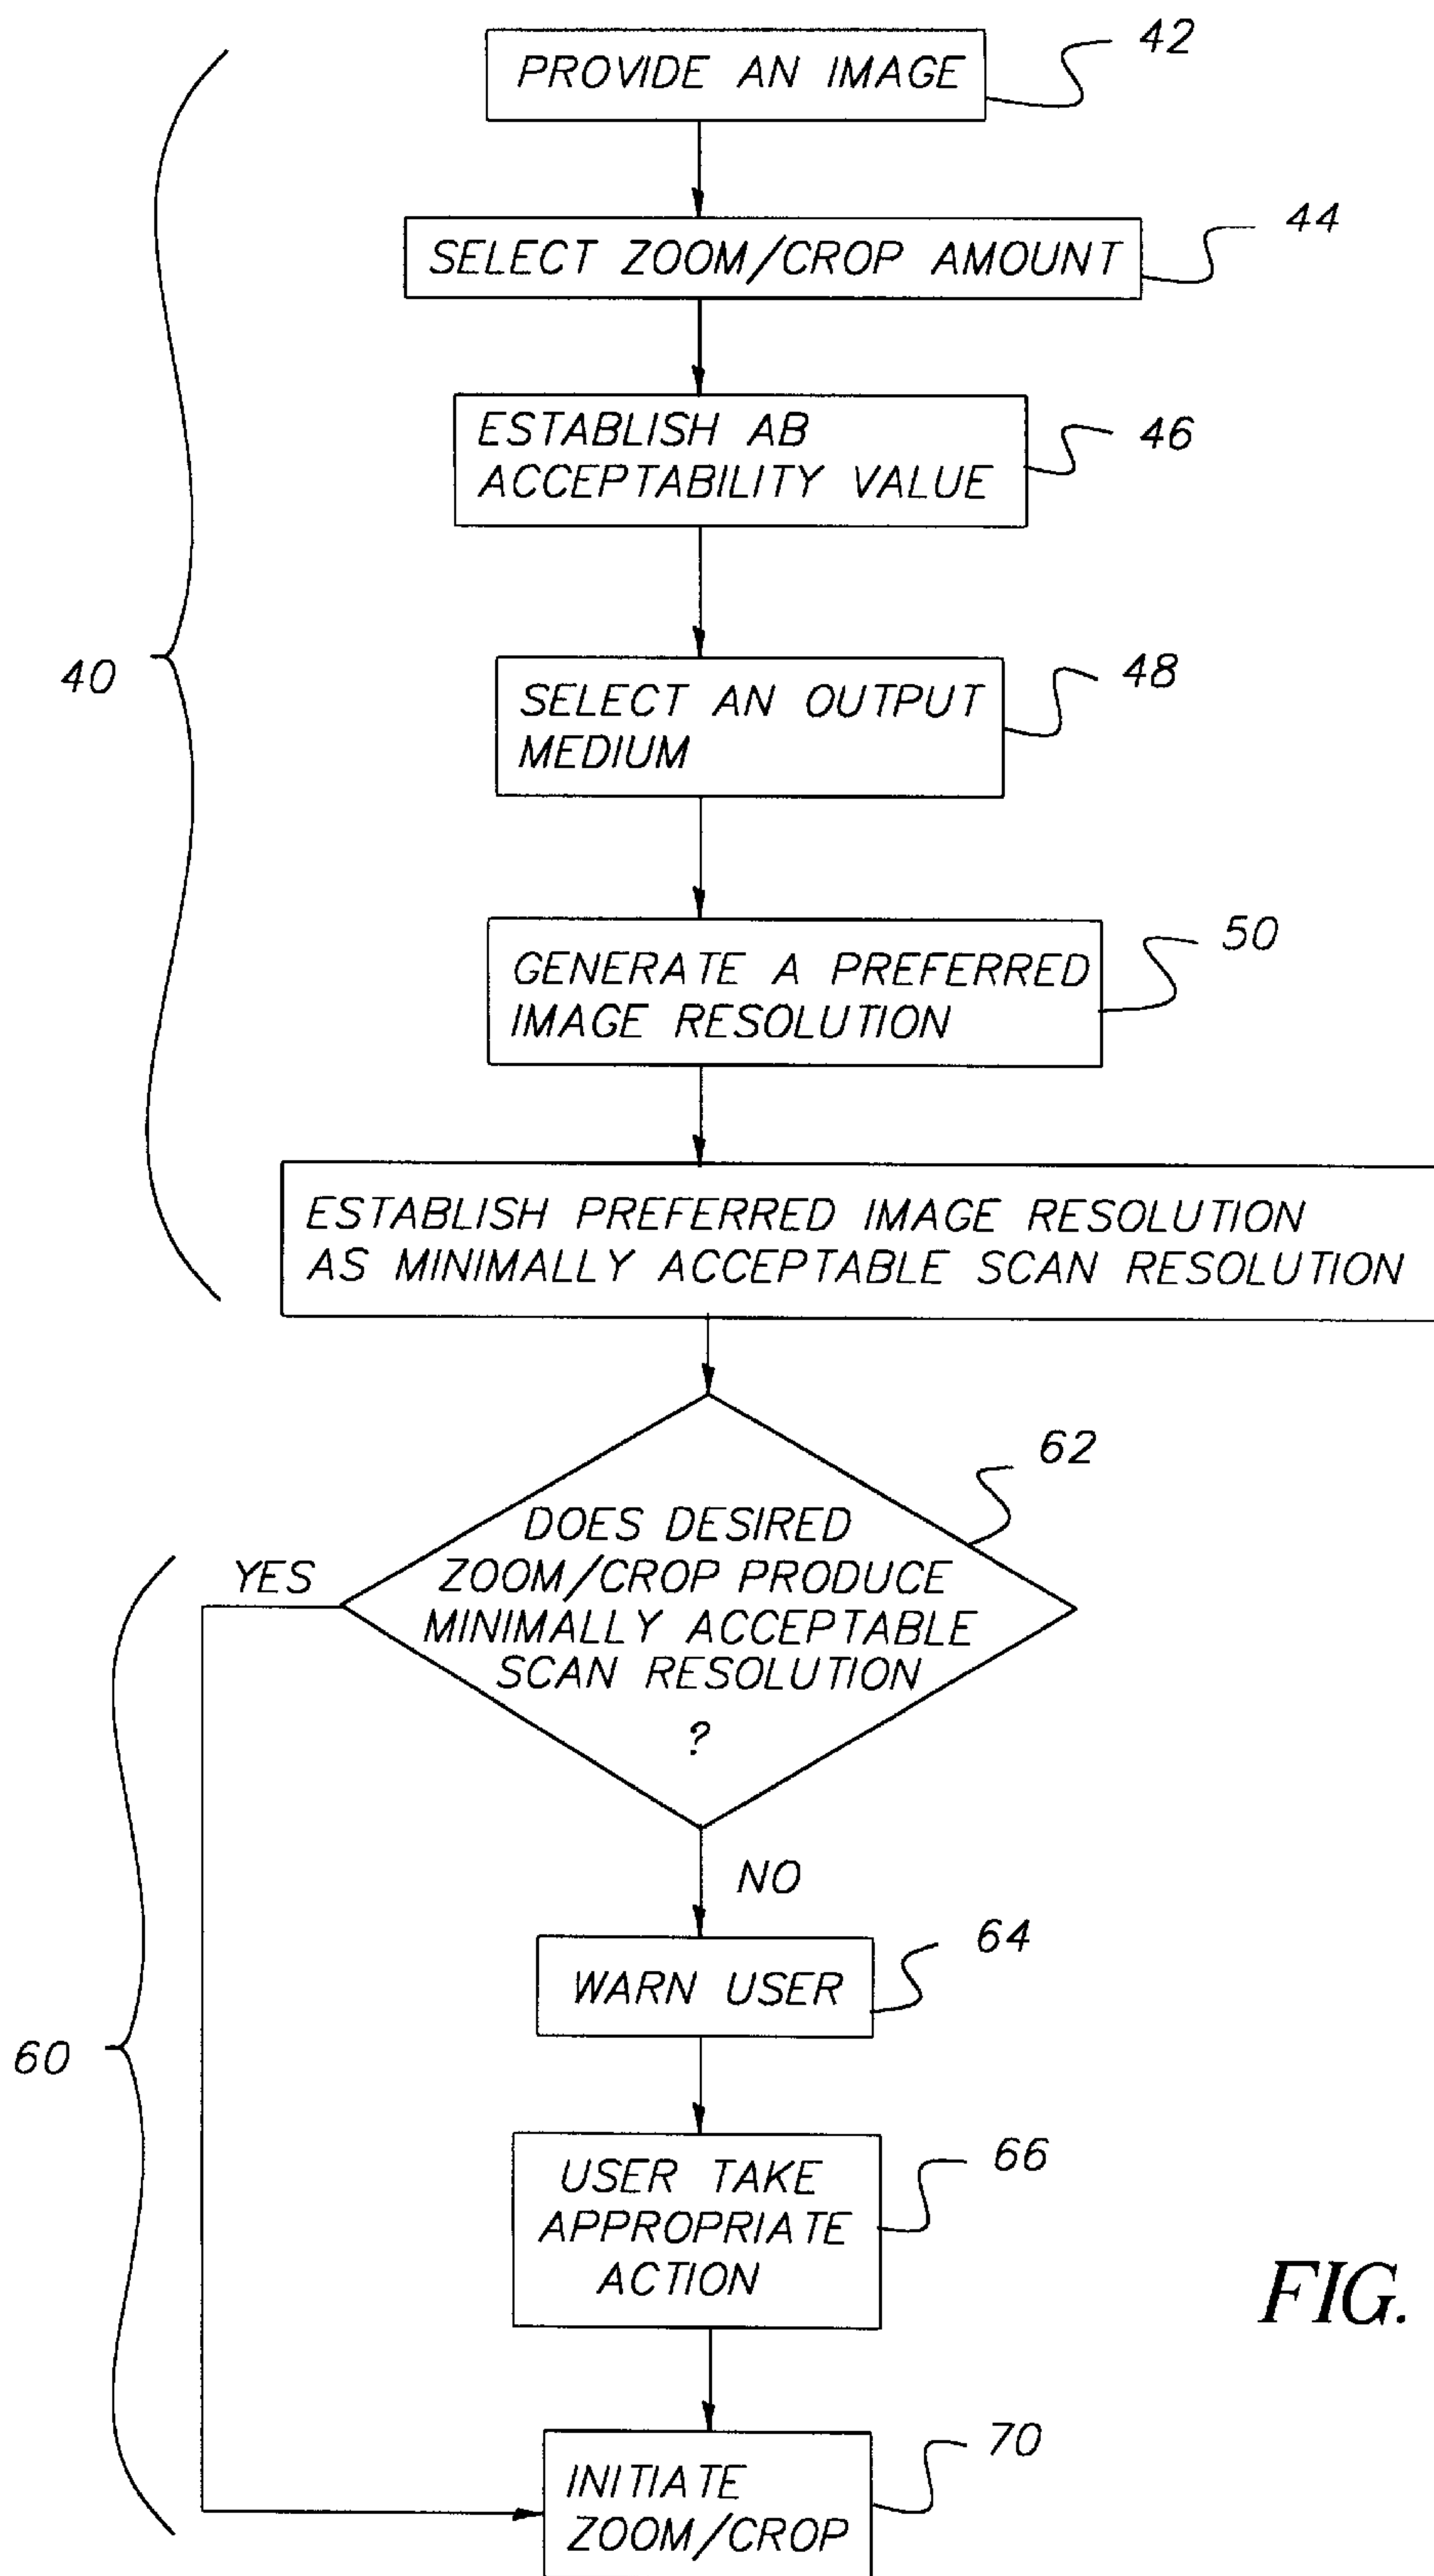 PROVIDE AN IMAGE
42
SELECT ZOOM/CROP AMOUNT
44
ESTABLISH AB
ACCEPTABILITY VALUE
46
40
SELECT AN OUTPUT
MEDIUM
48
GENERATE A PREFERRED
IMAGE RESOLUTION
50
ESTABLISH PREFERRED IMAGE RESOLUTION
AS MINIMALLY ACCEPTABLE SCAN RESOLUTION
62
DOES DESIRED
ZOOM/CROP PRODUCE
MINIMALLY ACCEPTABLE
SCAN RESOLUTION
?
YES
NO
60
WARN USER
64
USER TAKE
APPROPRIATE
ACTION
66
FIG.
INITIATE
ZOOM/CROP
70